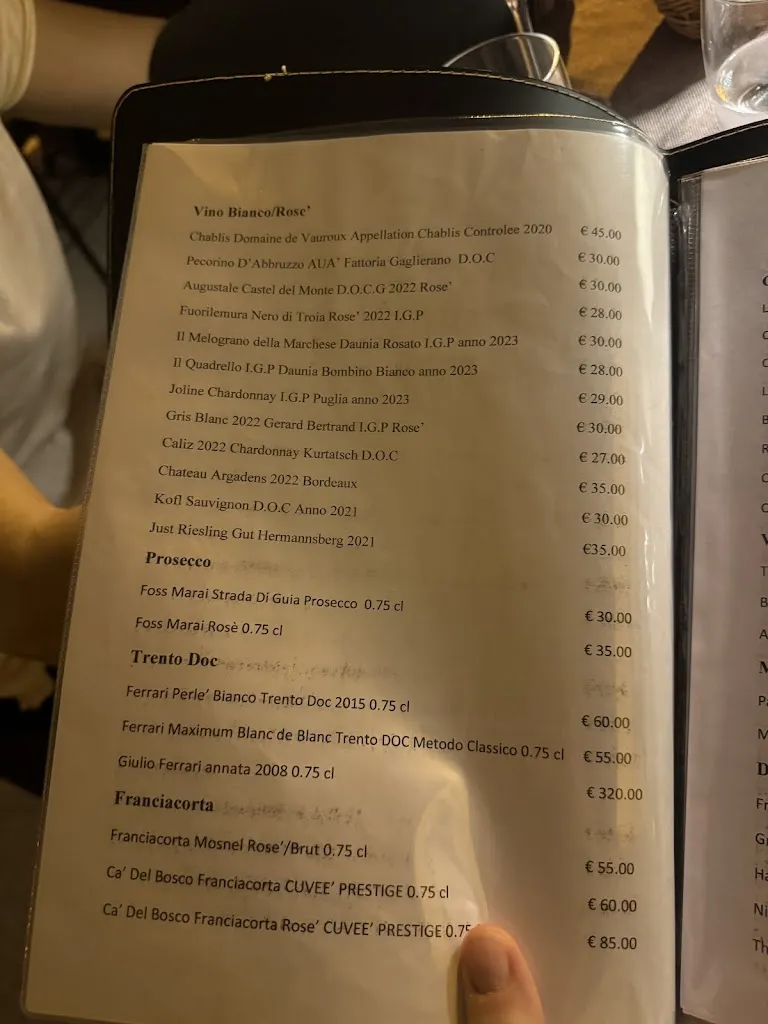 Vino Bianco/Rose'
Chablis Domaine de Vauroux Appellation Chablis Controlee 2020 € 45.00
Pecorino D'Abbruzzo AUA' Fattoria Gaglierano D.O.C € 30.00
Augustale Castel del Monte D.O.C.G 2022 Rose' € 30.00
Fuorilemura Nero di Troia Rose' 2022 I.G.P € 28.00
Il Melograno della Marchese Daunia Rosato I.G.P anno 2023 € 30.00
Il Quadrello I.G.P Daunia Bombino Bianco anno 2023 € 28.00
Joline Chardonnay I.G.P Puglia anno 2023 € 29.00
Gris Blanc 2022 Gerard Bertrand I.G.P Rose' € 30.00
Caliz 2022 Chardonnay Kurtatsch D.O.C € 27.00
Chateau Argadens 2022 Bordeaux € 35.00
Kofl Sauvignon D.O.C Anno 2021 € 30.00
Just Riesling Gut Hermannsberg 2021 €35.00
Prosecco
Foss Marai Strada Di Guia Prosecco 0.75 cl € 30.00
Foss Marai Rosè 0.75 cl € 35.00
Trento Doc
Ferrari Perle' Bianco Trento Doc 2015 0.75 cl € 60.00
Ferrari Maximum Blanc de Blanc Trento DOC Metodo Classico 0.75 cl € 55.00
Giulio Ferrari annata 2008 0.75 cl € 320.00
Franciacorta
Franciacorta Mosnel Rose'/Brut 0.75 cl € 55.00
Ca' Del Bosco Franciacorta CUVEE' PRESTIGE 0.75 cl € 60.00
Ca' Del Bosco Franciacorta Rose' CUVEE' PRESTIGE 0.75 € 85.00